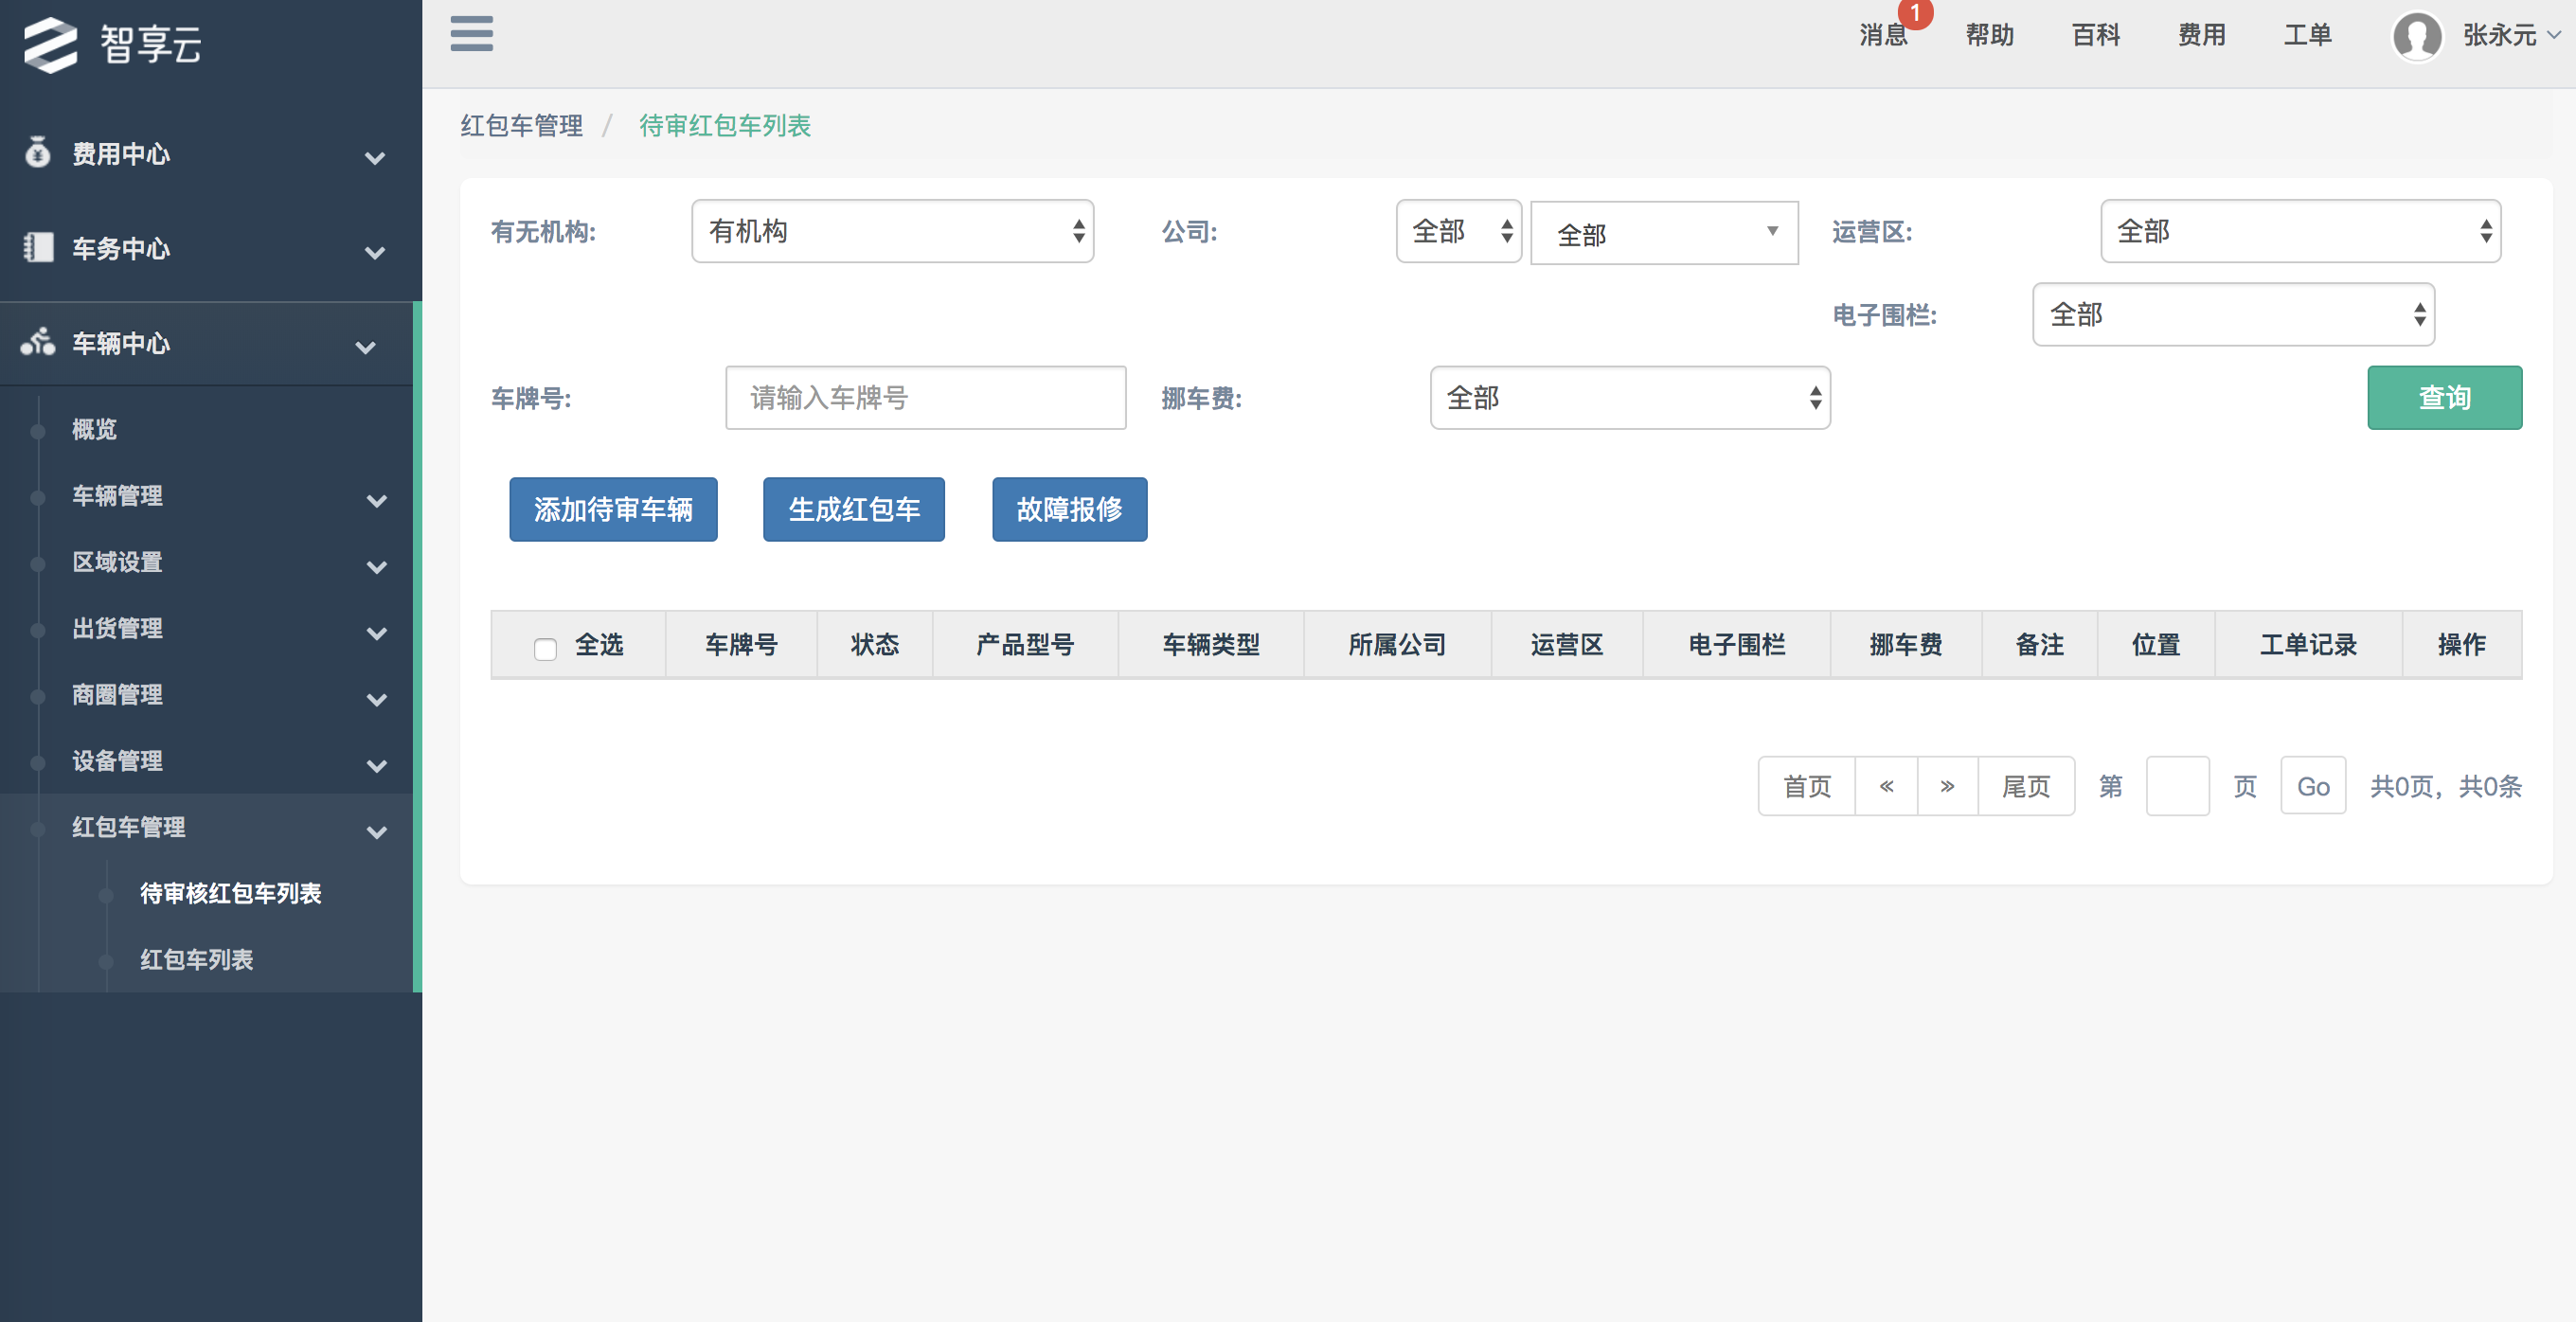 智享云
消息 1 帮助 百科 费用 工单 张永元
费用中心
车务中心
车辆中心
概览
车辆管理
区域设置
出货管理
商圈管理
设备管理
红包车管理
待审核红包车列表
红包车列表
红包车管理 / 待审红包车列表
有无机构: 有机构 公司: 全部 全部 运营区: 全部
电子围栏: 全部
车牌号: 请输入车牌号 挪车费: 全部 查询
添加待审车辆 生成红包车 故障报修
全选 车牌号 状态 产品型号 车辆类型 所属公司 运营区 电子围栏 挪车费 备注 位置 工单记录 操作
首页 « » 尾页 第 页 Go 共0页，共0条